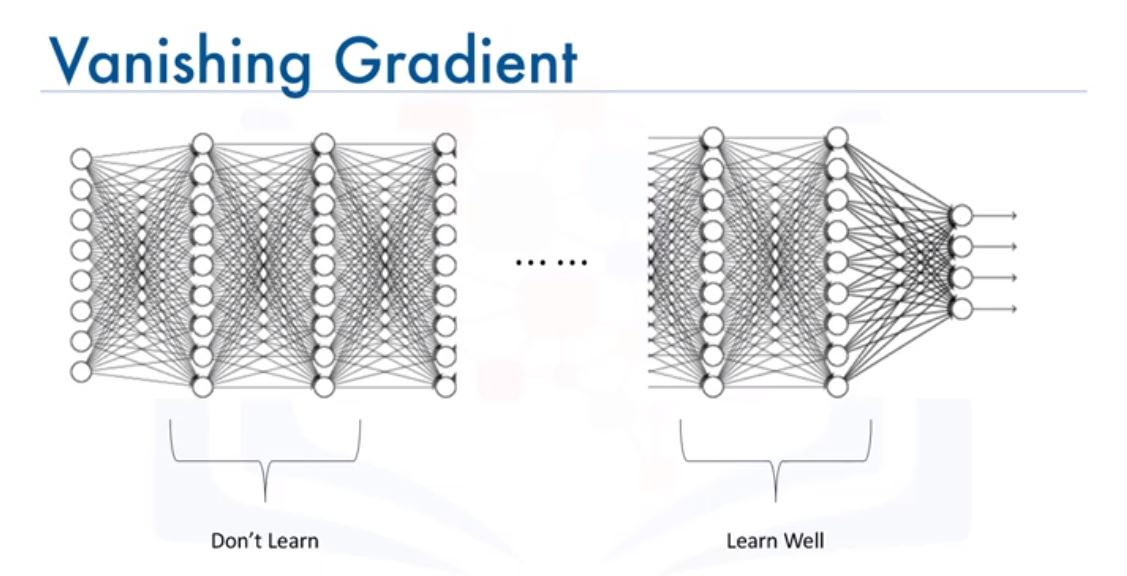 Vanishing Gradient
... ...
Don't Learn
Learn Well